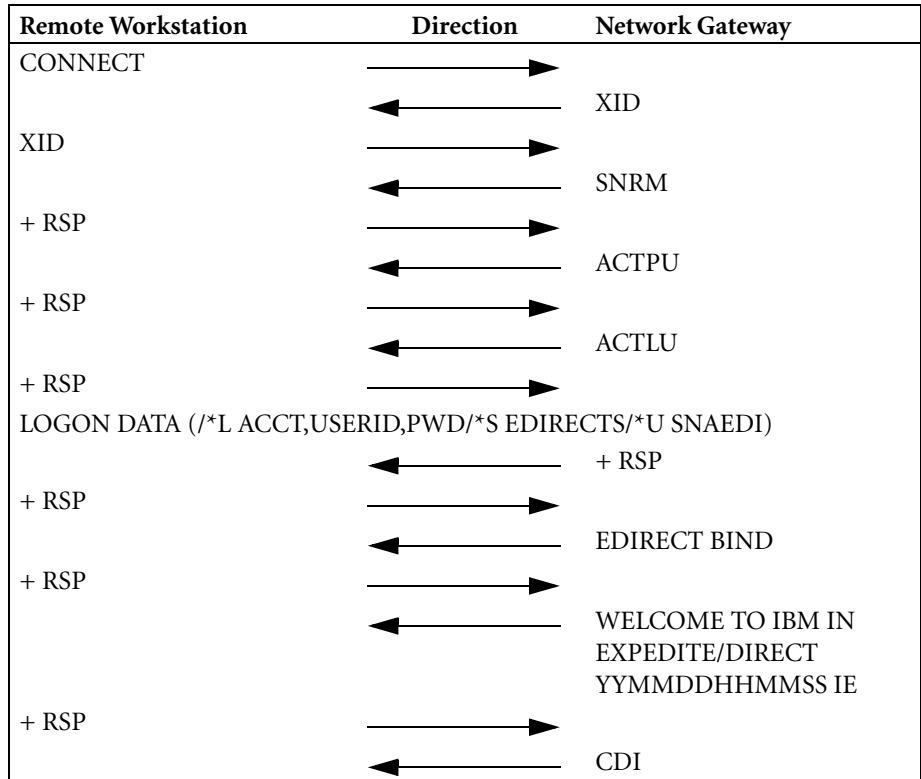 Remote Workstation Direction Network Gateway
CONNECT
XID
XID
SNRM
+ RSP
ACTPU
+ RSP
ACTLU
+ RSP
LOGON DATA (/*L ACCT,USERID,PWD/*S EDIRECTS/*U SNAEDI)
+ RSP
+ RSP
EDIRECT BIND
+ RSP
WELCOME TO IBM IN
EXPEDITE/DIRECT
YYMMDDHHMMSS IE
+ RSP
CDI